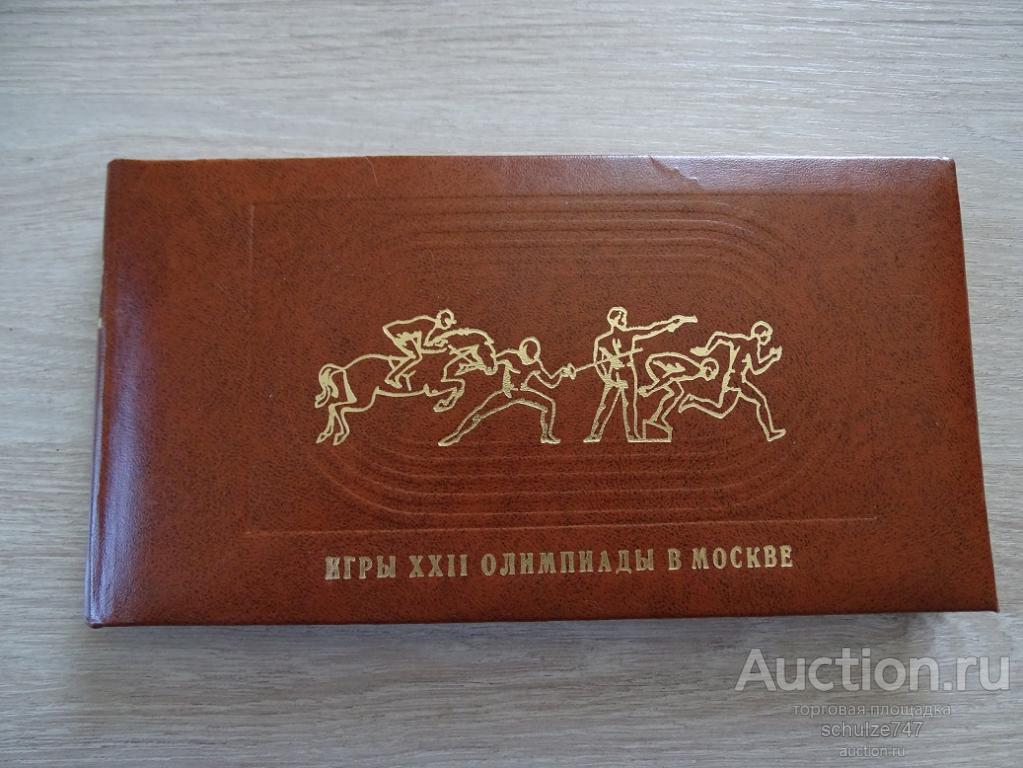 ИГРЫ XXII ОЛИМПИАДЫ В МОСКВЕ
Auction.ru
торговая площадка
schulze747
auction.ru